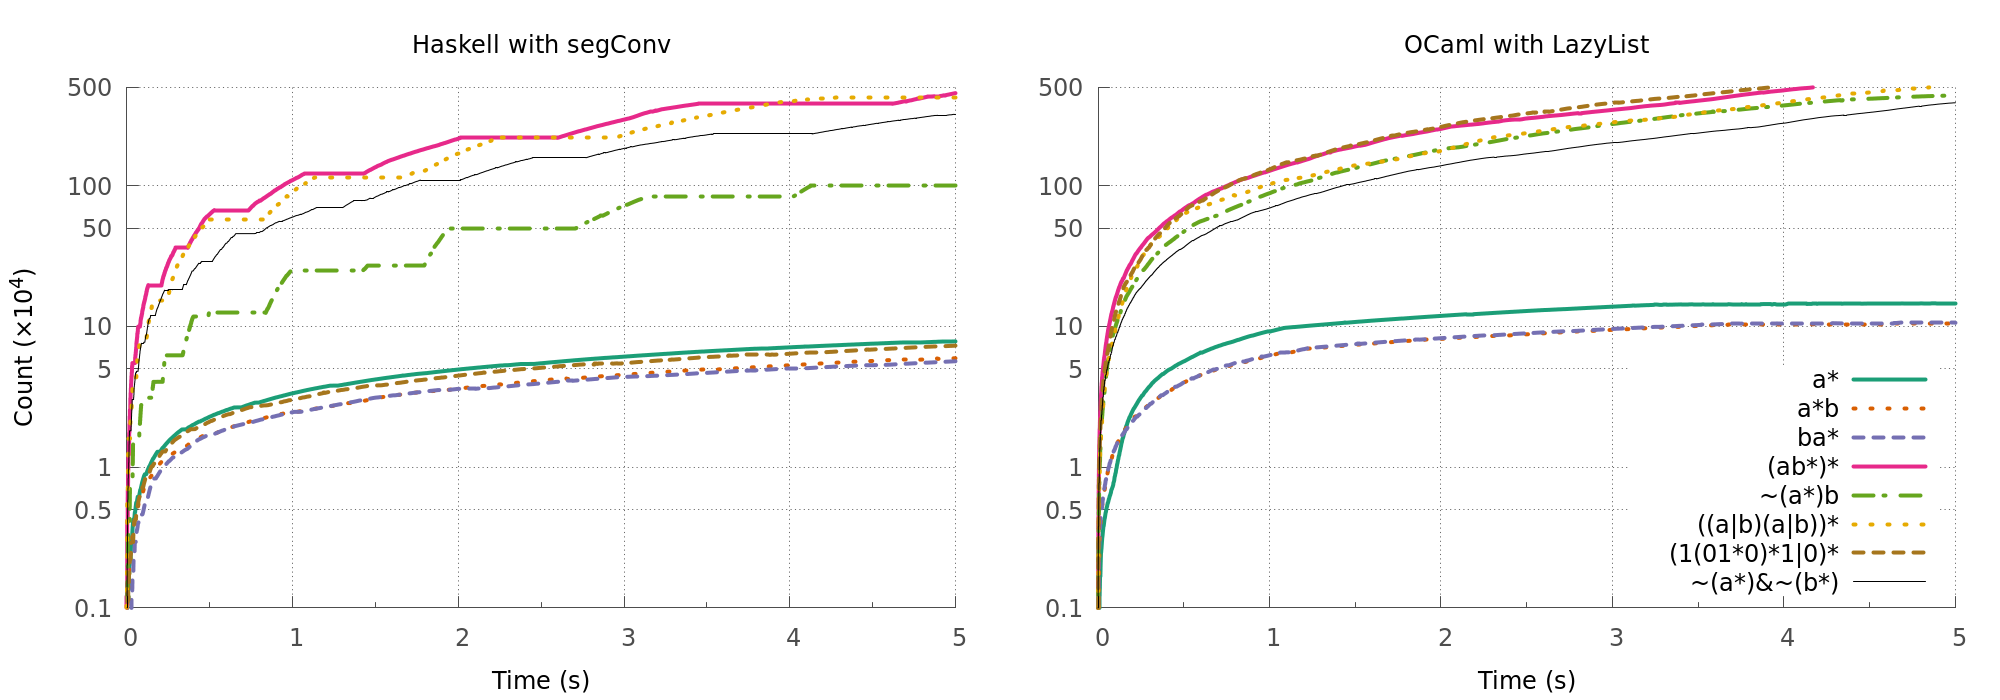 Haskell with segConv
500
100
50
10
5
1
0.5
0.1
Count (×10⁴)
0 1 2 3 4 5
Time (s)
OCaml with LazyList
500
100
50
10
5
1
0.5
0.1
a*
a*b
ba*
(ab*)*
~(a*)b
((a|b)(a|b))*
(1(01*0)*1|0)*
~(a*)&~(b*)
0 1 2 3 4 5
Time (s)